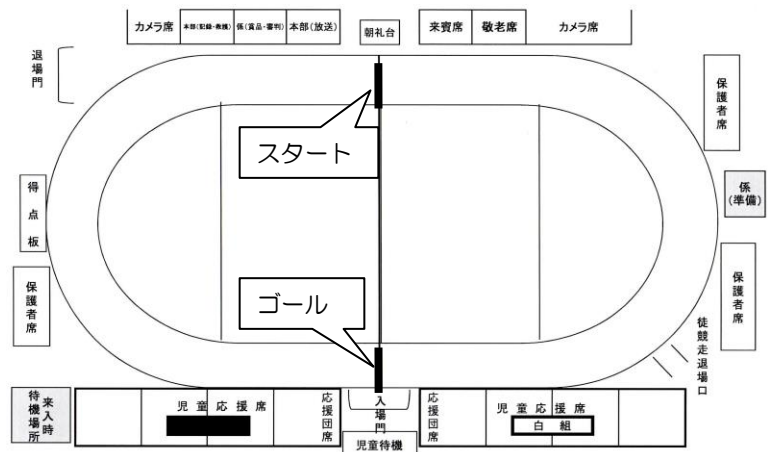 カメラ席 本部(記録・救護) 係(賞品・審判) 本部(放送) 朝礼台 来賓席 敬老席 カメラ席
退場門
保護者席
スタート
得点板
係(準備)
ゴール
保護者席
保護者席
徒競走退場口
来入時待機場所
児童応援席
応援団席
入場門
応援団席
児童応援席
白組
児童待機